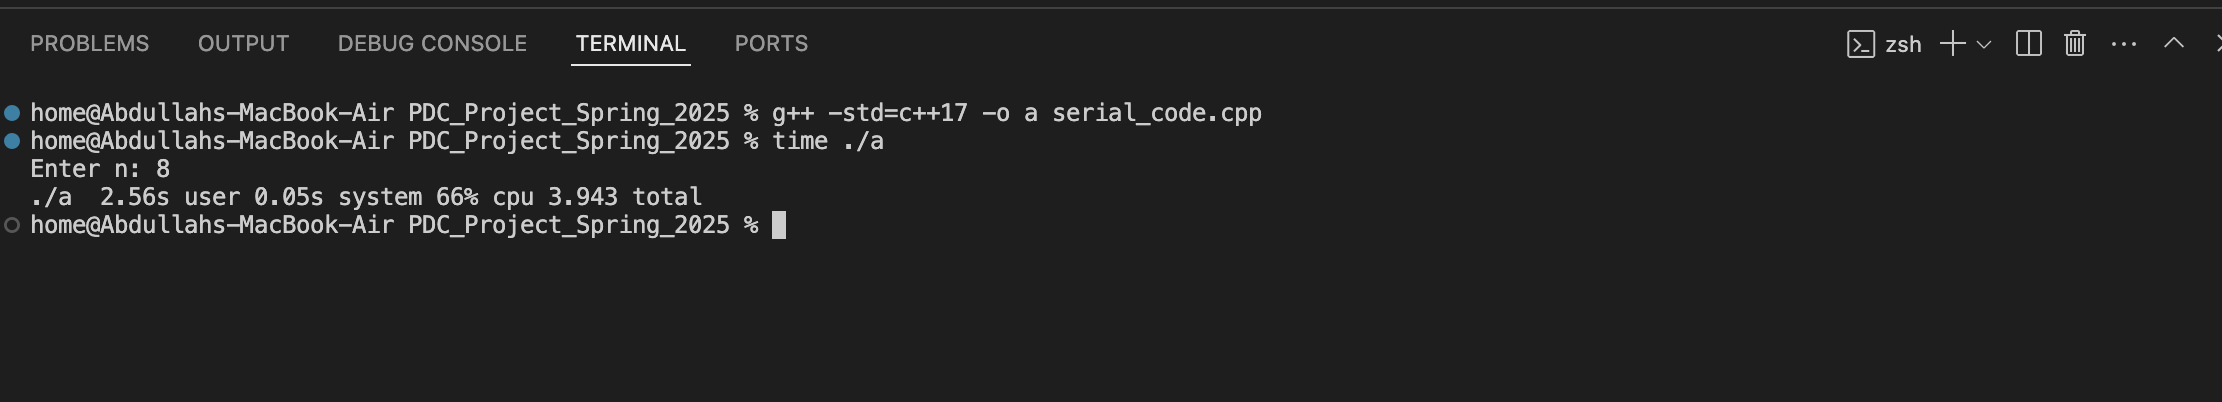 PROBLEMS OUTPUT DEBUG CONSOLE TERMINAL PORTS zsh
home@Abdullahs-MacBook-Air PDC_Project_Spring_2025 % g++ -std=c++17 -o a serial_code.cpp
home@Abdullahs-MacBook-Air PDC_Project_Spring_2025 % time ./a
Enter n: 8
./a  2.56s user 0.05s system 66% cpu 3.943 total
home@Abdullahs-MacBook-Air PDC_Project_Spring_2025 %